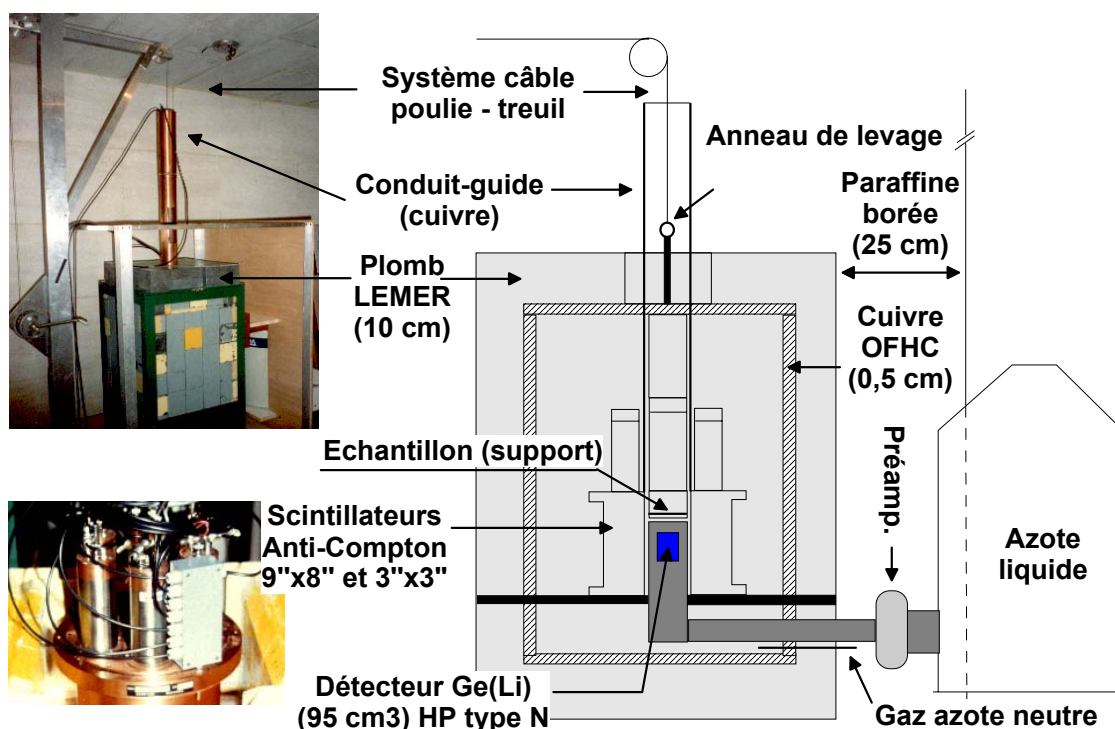 Système câble
poulie - treuil
Anneau de levage
Conduit-guide
(cuivre)
Paraffine
borée
(25 cm)
Plomb
LEMER
(10 cm)
Cuivre
OFHC
(0,5 cm)
Echantillon (support)
Préamp.
Scintillateurs
Anti-Compton
9"x8" et 3"x3"
Azote
liquide
Détecteur Ge(Li)
(95 cm3) HP type N
Gaz azote neutre